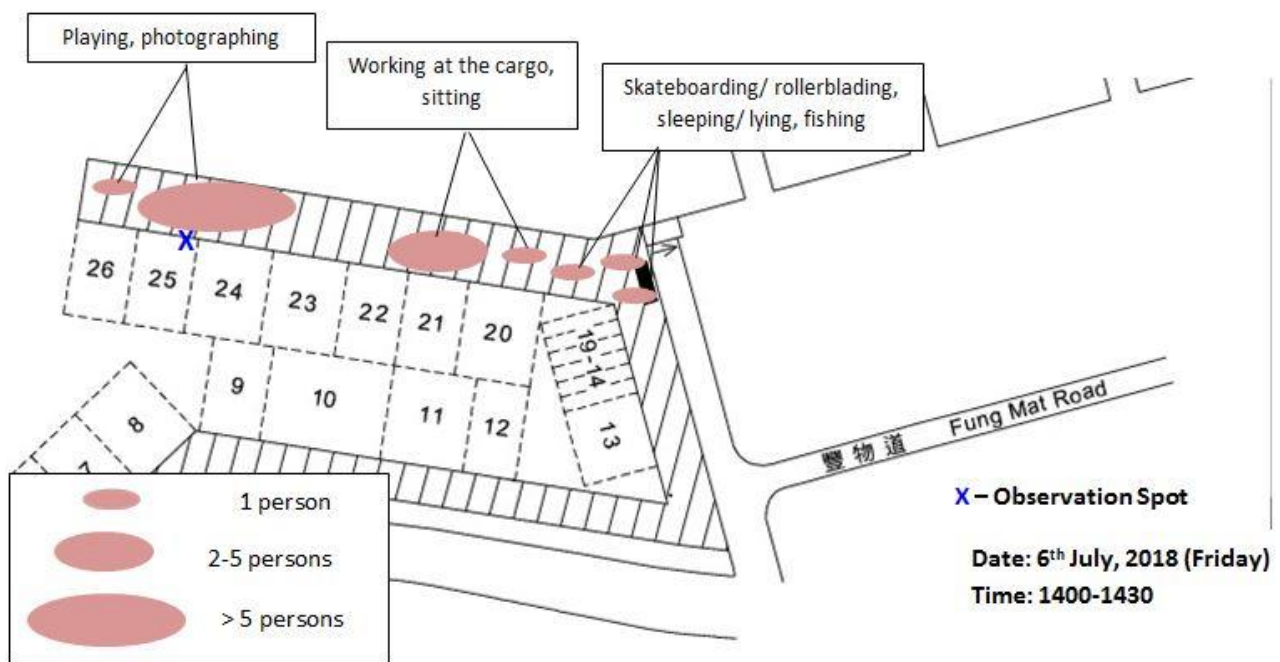 Playing, photographing
Working at the cargo,
sitting
Skateboarding/ rollerblading,
sleeping/ lying, fishing
26
25
24
23
22
21
20
19-14
13
9
10
11
12
8
7
豐物道 Fung Mat Road
X
X – Observation Spot
Date: 6th July, 2018 (Friday)
Time: 1400-1430
1 person
2-5 persons
> 5 persons